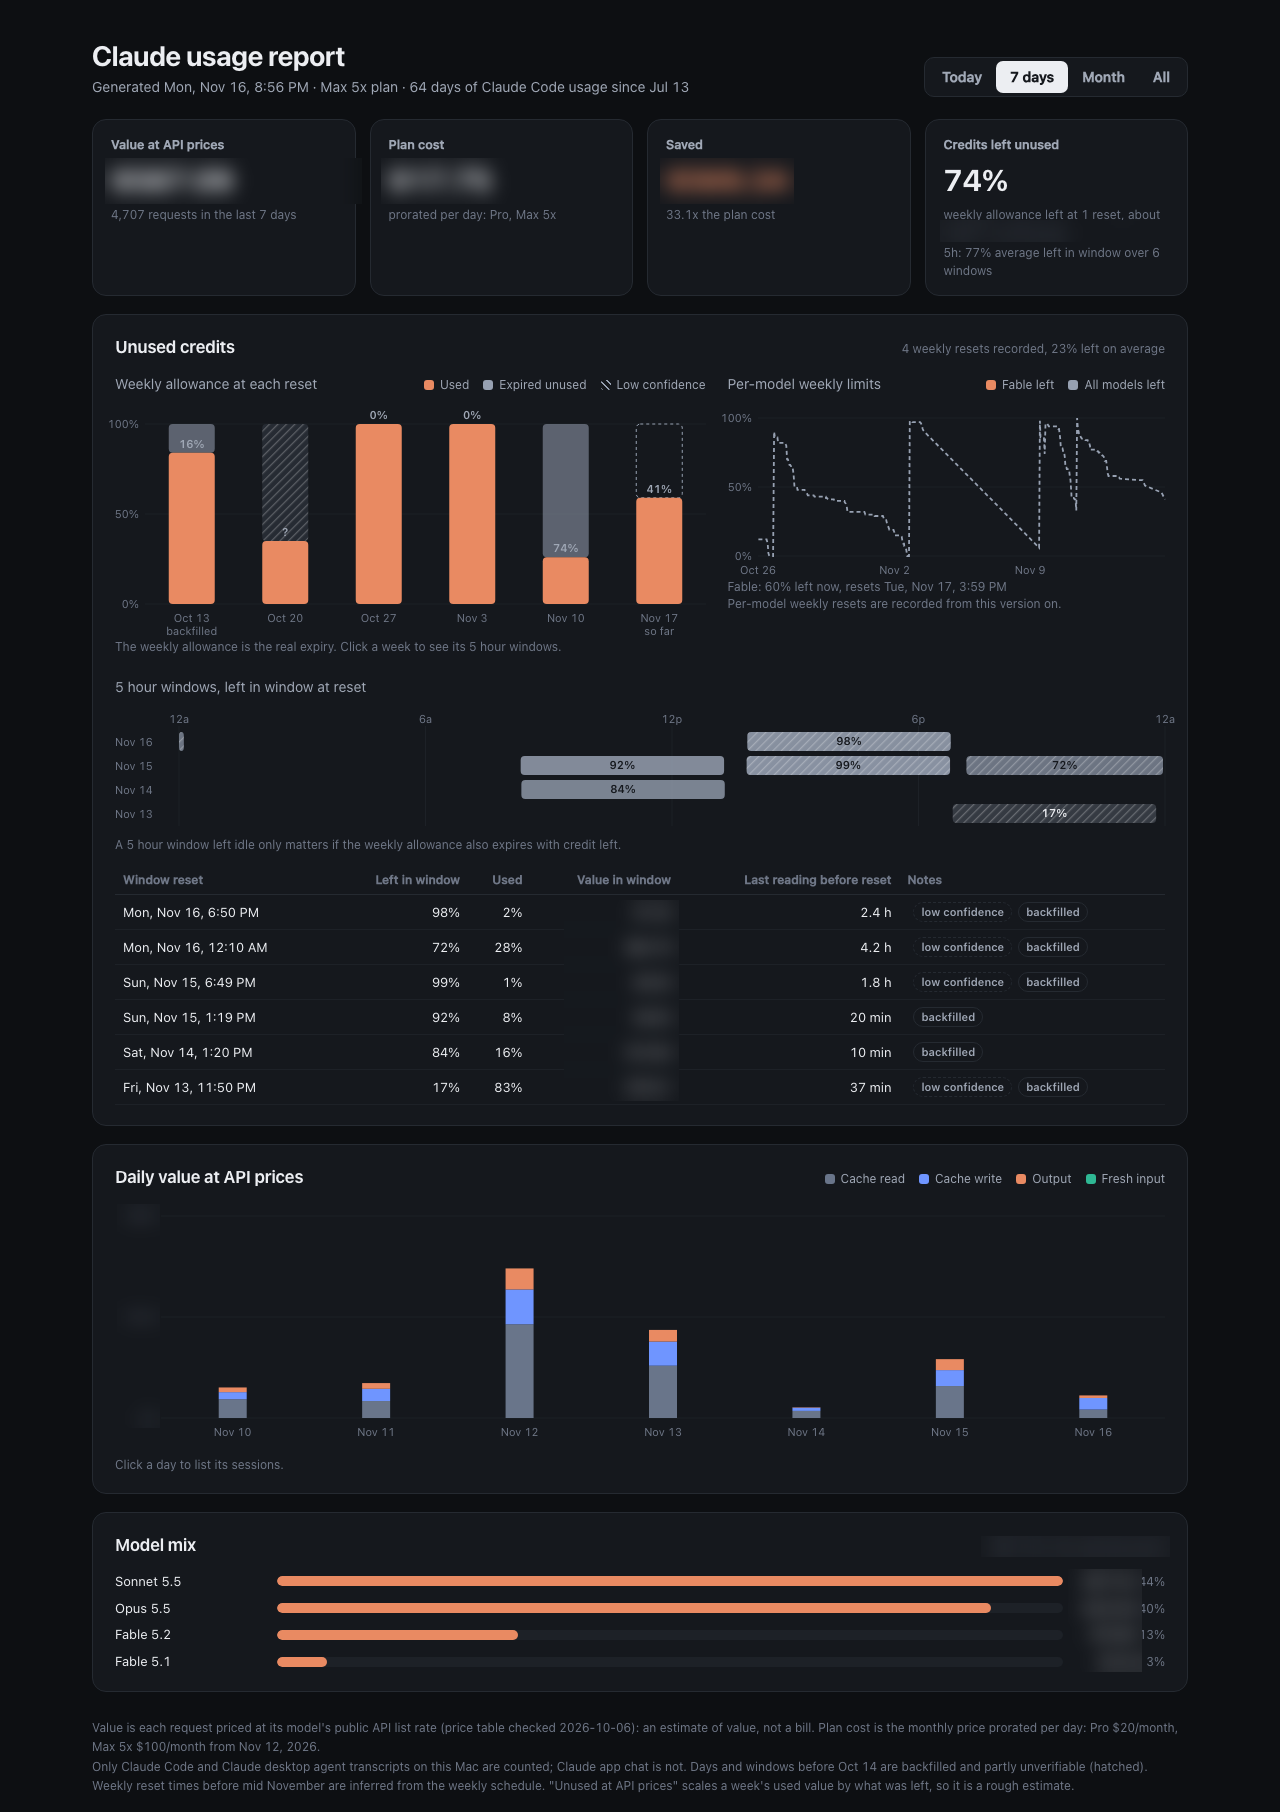 Claude usage report
Generated Mon, Nov 16, 8:56 PM · Max 5x plan · 64 days of Claude Code usage since Jul 13
Today 7 days Month All
Value at API prices
4,707 requests in the last 7 days
Plan cost
prorated per day: Pro, Max 5x
Saved
33.1x the plan cost
Credits left unused
74%
weekly allowance left at 1 reset, about
5h: 77% average left in window over 6
windows
Unused credits
4 weekly resets recorded, 23% left on average
Weekly allowance at each reset
Used Expired unused Low confidence
100%
50%
0%
16%
?
0%
0%
74%
41%
Oct 13
backfilled
Oct 20
Oct 27
Nov 3
Nov 10
Nov 17
so far
The weekly allowance is the real expiry. Click a week to see its 5 hour windows.
Per-model weekly limits
Fable left All models left
100%
50%
0%
Oct 26 Nov 2 Nov 9
Fable: 60% left now, resets Tue, Nov 17, 3:59 PM
Per-model weekly resets are recorded from this version on.
5 hour windows, left in window at reset
12a 6a 12p 6p 12a
Nov 16 98%
Nov 15 92% 99% 72%
Nov 14 84%
Nov 13 17%
A 5 hour window left idle only matters if the weekly allowance also expires with credit left.
Window reset Left in window Used Value in window Last reading before reset Notes
Mon, Nov 16, 6:50 PM 98% 2% 2.4 h low confidence backfilled
Mon, Nov 16, 12:10 AM 72% 28% 4.2 h low confidence backfilled
Sun, Nov 15, 6:49 PM 99% 1% 1.8 h low confidence backfilled
Sun, Nov 15, 1:19 PM 92% 8% 20 min backfilled
Sat, Nov 14, 1:20 PM 84% 16% 10 min backfilled
Fri, Nov 13, 11:50 PM 17% 83% 37 min low confidence backfilled
Daily value at API prices
Cache read Cache write Output Fresh input
Nov 10 Nov 11 Nov 12 Nov 13 Nov 14 Nov 15 Nov 16
Click a day to list its sessions.
Model mix
Sonnet 5.5 44%
Opus 5.5 40%
Fable 5.2 13%
Fable 5.1 3%
Value is each request priced at its model's public API list rate (price table checked 2026-10-06): an estimate of value, not a bill. Plan cost is the monthly price prorated per day: Pro $20/month,
Max 5x $100/month from Nov 12, 2026.
Only Claude Code and Claude desktop agent transcripts on this Mac are counted; Claude app chat is not. Days and windows before Oct 14 are backfilled and partly unverifiable (hatched).
Weekly reset times before mid November are inferred from the weekly schedule. "Unused at API prices" scales a week's used value by what was left, so it is a rough estimate.